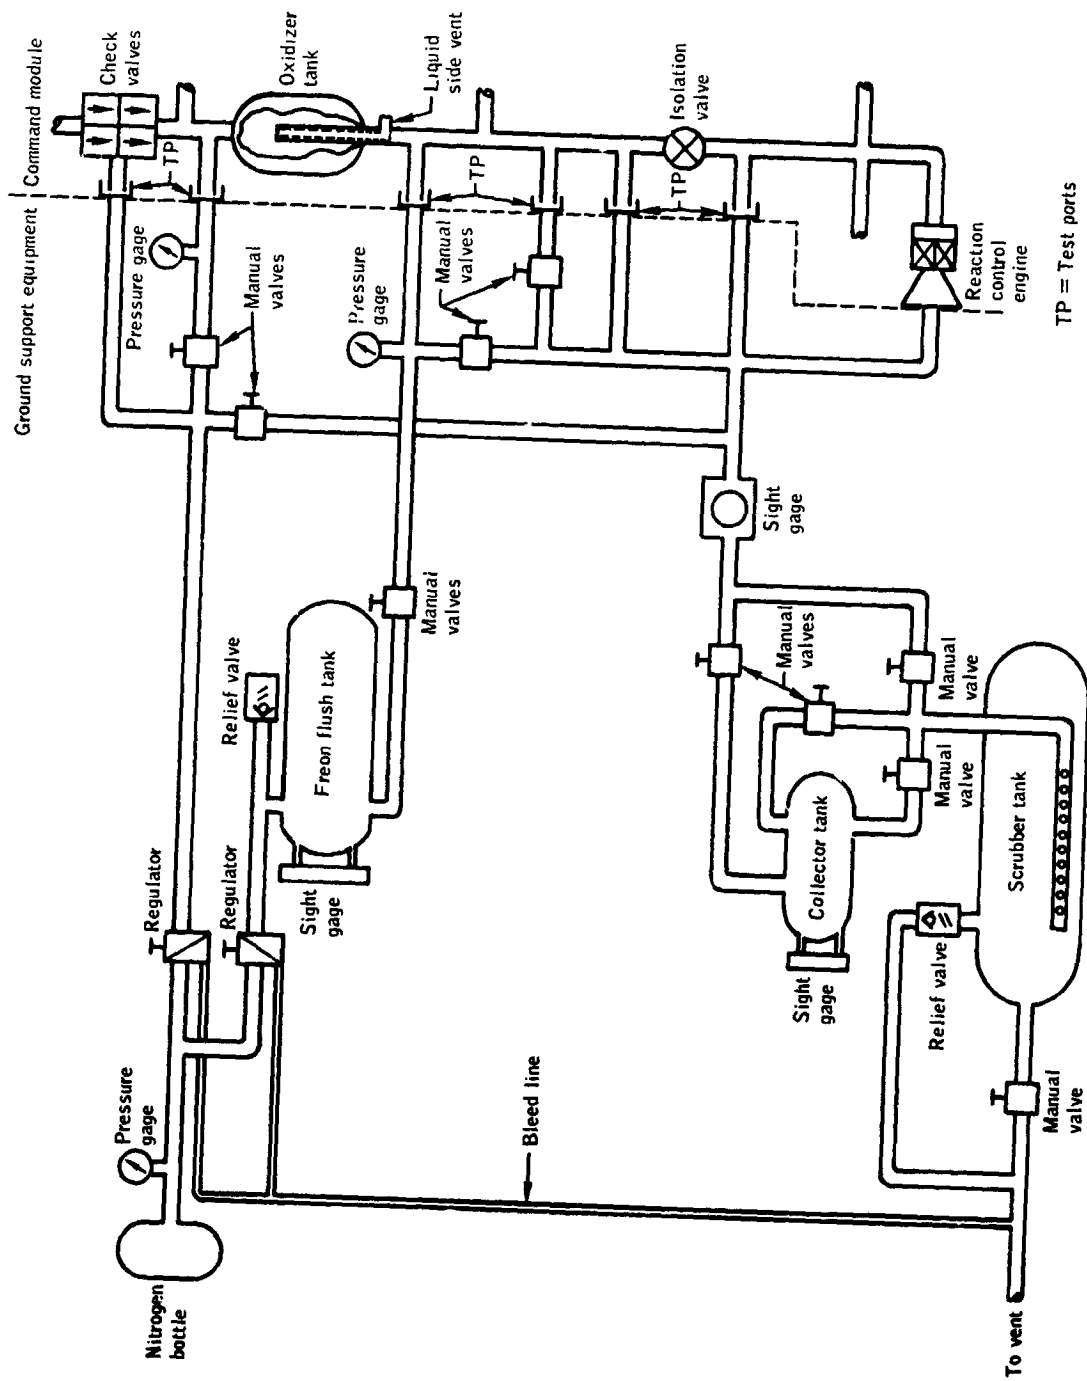 Ground support equipment
Command module
Check
valves
TP
Pressure gage
Manual
valves
Oxidizer
tank
Liquid
side vent
Pressure
gage
Manual
valves
TP
TP
Isolation
valve
Reaction
control
engine
TP = Test ports
Nitrogen
bottle
Pressure
gage
Regulator
Regulator
Relief valve
Freon flush tank
Sight
gage
Manual
valves
Bleed line
Sight
gage
Manual
valves
Collector tank
Sight
gage
Manual
valve
Manual
valve
Relief valve
Scrubber tank
Manual
valve
To vent